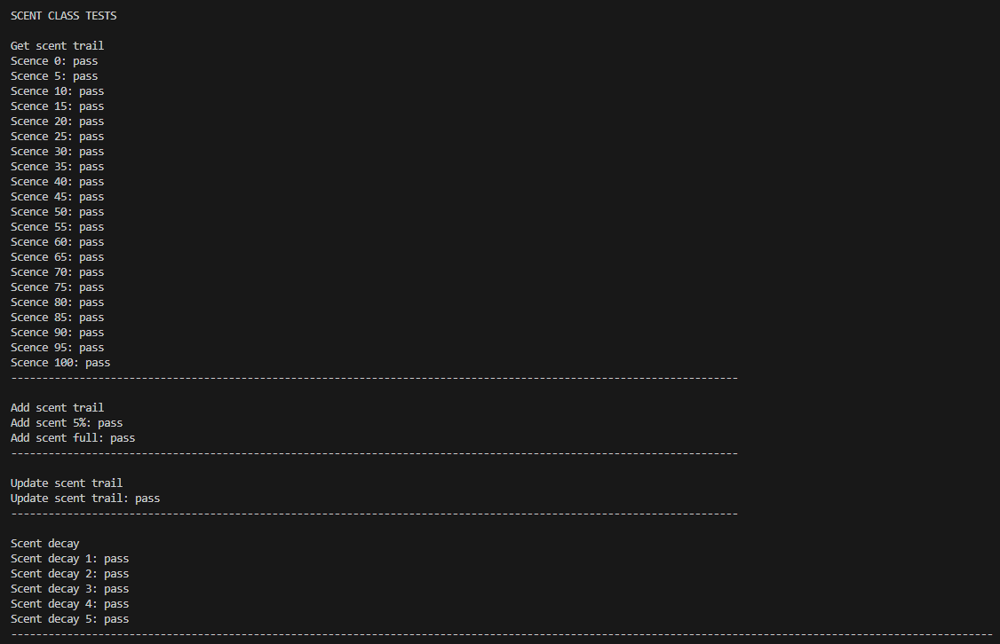 SCENT CLASS TESTS
Get scent trail
Scence 0: pass
Scence 5: pass
Scence 10: pass
Scence 15: pass
Scence 20: pass
Scence 25: pass
Scence 30: pass
Scence 35: pass
Scence 40: pass
Scence 45: pass
Scence 50: pass
Scence 55: pass
Scence 60: pass
Scence 65: pass
Scence 70: pass
Scence 75: pass
Scence 80: pass
Scence 85: pass
Scence 90: pass
Scence 95: pass
Scence 100: pass
---------------------------------------------------------------------------------------------------------------------
Add scent trail
Add scent 5%: pass
Add scent full: pass
---------------------------------------------------------------------------------------------------------------------
Update scent trail
Update scent trail: pass
---------------------------------------------------------------------------------------------------------------------
Scent decay
Scent decay 1: pass
Scent decay 2: pass
Scent decay 3: pass
Scent decay 4: pass
Scent decay 5: pass
--------------------------------------------------------------------------------------------------------------------------------------------------------------